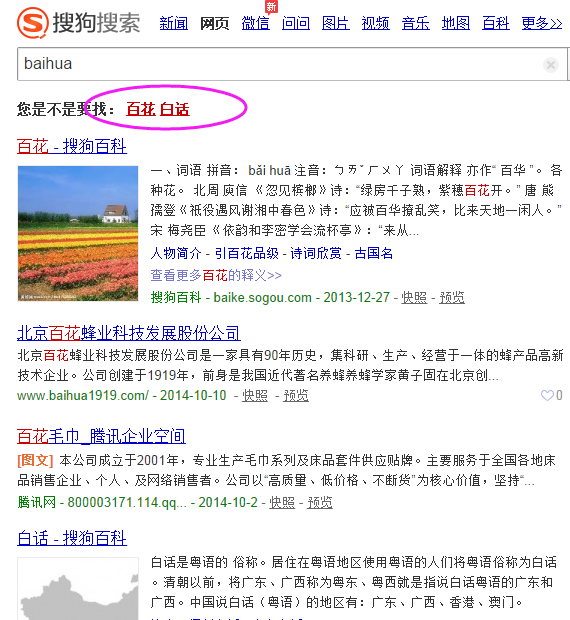 搜狗搜索 新闻 网页 微信 新 问问 图片 视频 音乐 地图 百科 更多>>
baihua
您是不是要找： 百花 白话
百花 - 搜狗百科
一、词语 拼音： bǎi huā 注音：ㄅㄞˇ ㄏㄨㄚ 词语解释 亦作“ 百华 ”。 各
种花。 北周 庾信 《忽见槟榔》诗：“绿房千子熟，紫穗百花开。” 唐 熊
孺登《祗役遇风谢湘中春色》诗：“应被百华撩乱笑，比来天地一闲人。”
宋 梅尧臣 《依韵和李密学会流杯亭》：“来从...
人物简介 - 引百花品级 - 诗词欣赏 - 古国名
查看更多百花的释义>>
搜狗百科 - baike.sogou.com - 2013-12-27 - 快照 - 预览
北京百花蜂业科技发展股份公司
北京百花蜂业科技发展股份公司是一家具有90年历史，集科研、生产、经营于一体的蜂产品高新
技术企业。公司创建于1919年，前身是我国近代著名养蜂养蜂学家黄子固在北京创...
www.baihua1919.com/ - 2014-10-10 - 快照 - 预览 0
百花毛巾_腾讯企业空间
[图文] 本公司成立于2001年，专业生产毛巾系列及床品套件供应贴牌。主要服务于全国各地床
品销售企业、个人、及网络销售者。公司以“高质量、低价格、不断货”为核心价值，坚持“...
腾讯网 - 800003171.114.qq... - 2014-10-2 - 快照 - 预览
白话 - 搜狗百科
白话是粤语的 俗称。居住在粤语地区使用粤语的人们将粤语俗称为白话
。清朝以前，将广东、广西称为粤东、粤西就是指说白话粤语的广东和
广西。中国说白话（粤语）的地区有：广东、广西、香港、澳门。